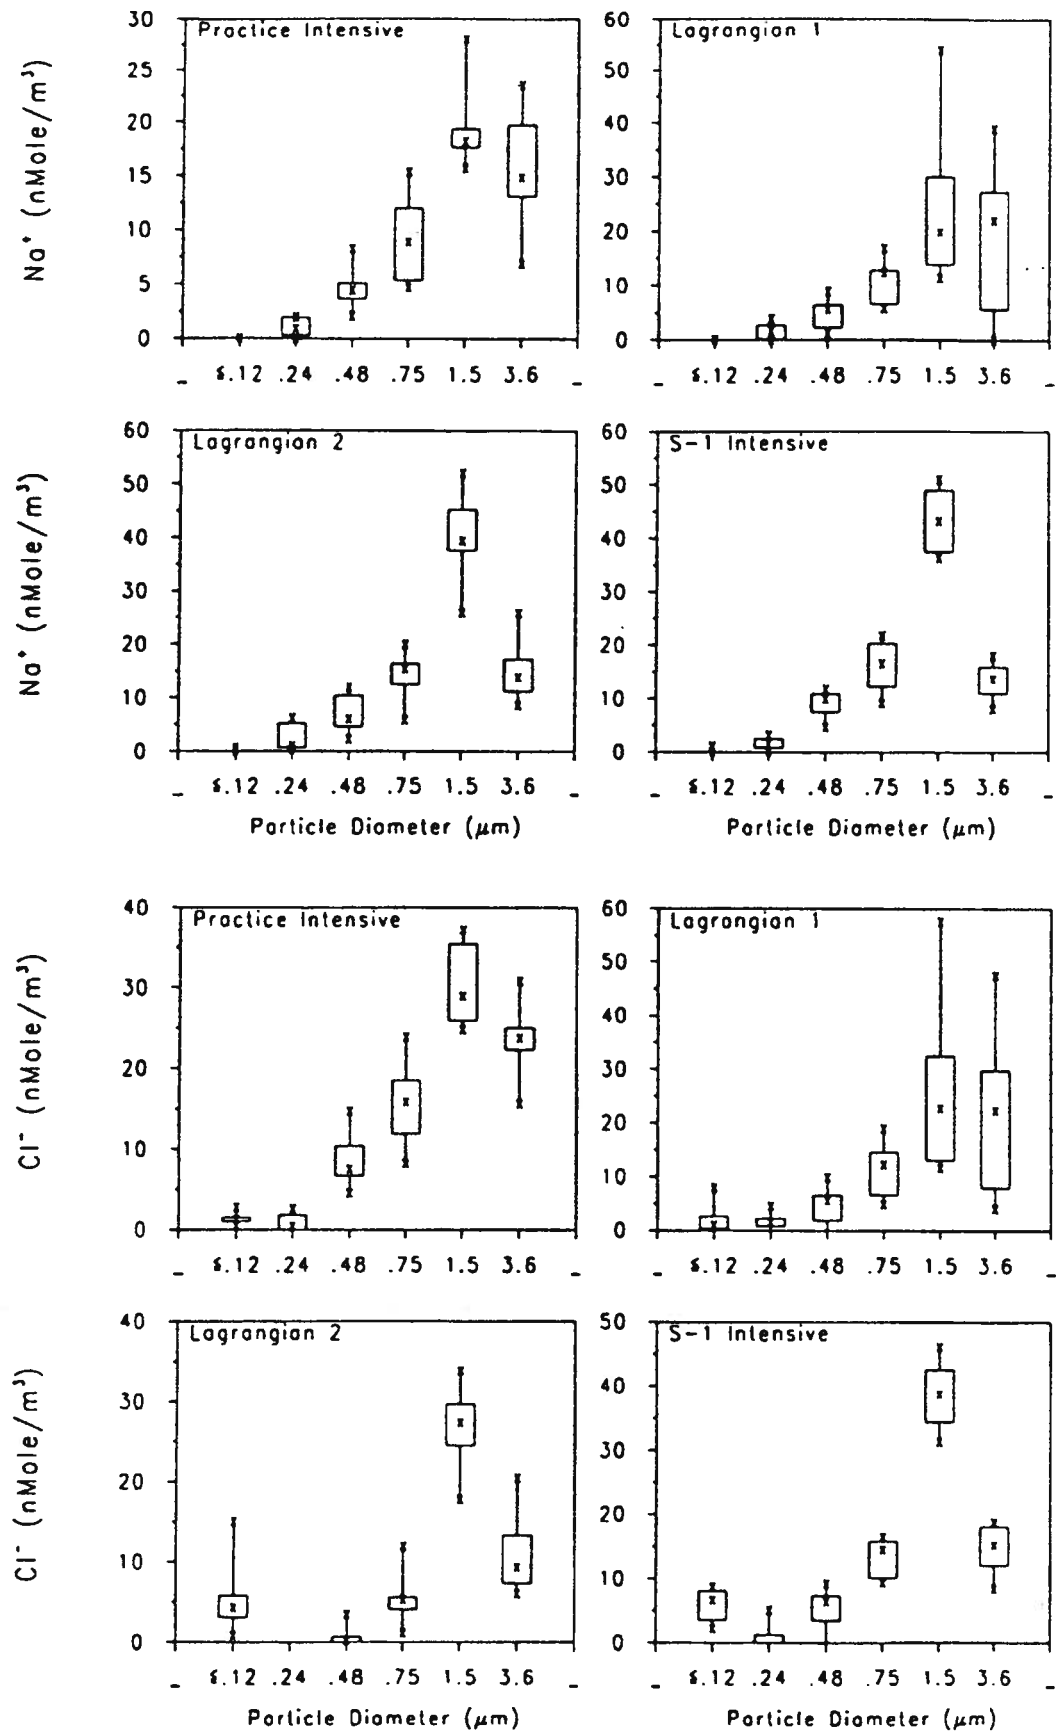 Practice Intensive
Lagrangian 1
Na⁺ (nMole/m³)
30
25
20
15
10
5
0
60
50
40
30
20
10
0
≤.12 .24 .48 .75 1.5 3.6
≤.12 .24 .48 .75 1.5 3.6
Lagrangian 2
S-1 Intensive
Na⁺ (nMole/m³)
60
50
40
30
20
10
0
60
50
40
30
20
10
0
≤.12 .24 .48 .75 1.5 3.6
≤.12 .24 .48 .75 1.5 3.6
Particle Diameter (μm)
Particle Diameter (μm)
Practice Intensive
Lagrangian 1
Cl⁻ (nMole/m³)
40
30
20
10
0
60
50
40
30
20
10
0
≤.12 .24 .48 .75 1.5 3.6
≤.12 .24 .48 .75 1.5 3.6
Lagrangian 2
S-1 Intensive
Cl⁻ (nMole/m³)
40
30
20
10
0
50
40
30
20
10
0
≤.12 .24 .48 .75 1.5 3.6
≤.12 .24 .48 .75 1.5 3.6
Particle Diameter (μm)
Particle Diameter (μm)